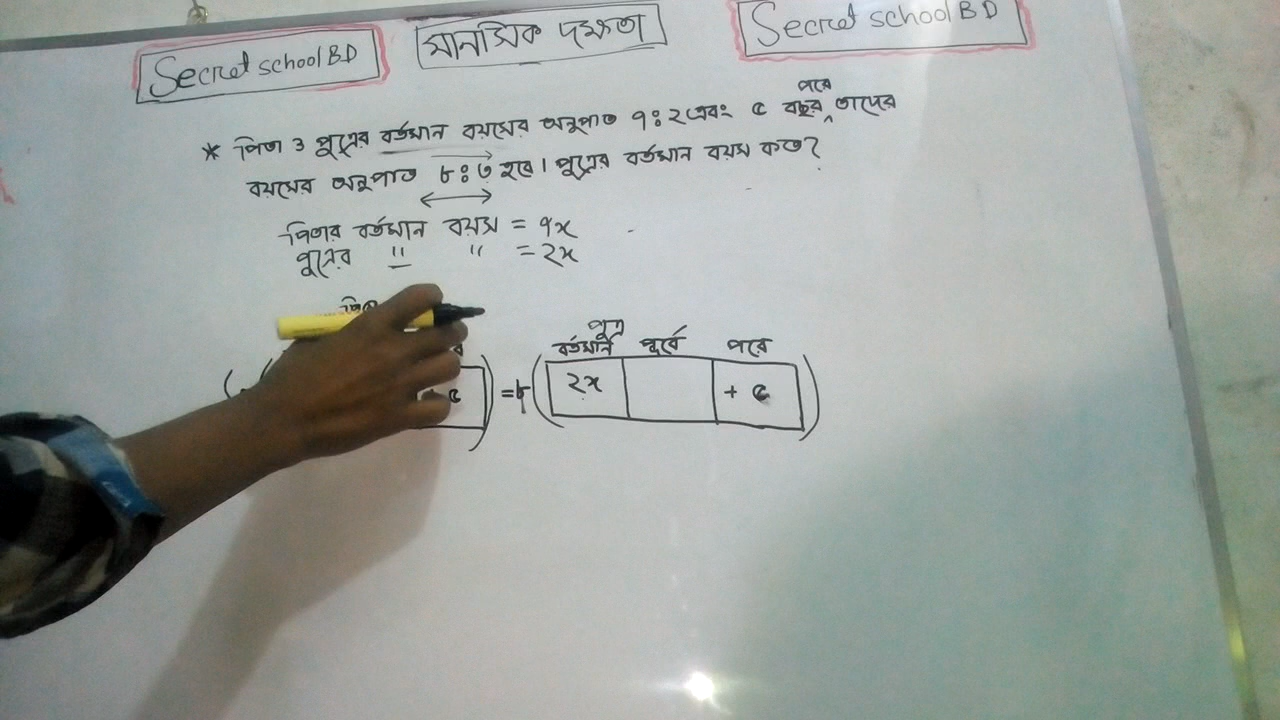 Secret school BD মানসিক দক্ষতা Secret school BD
* পিতা ও পুত্রের বর্তমান বয়সের অনুপাত ৭ঃ২ এবং ৫ বছর পরে তাদের
বয়সের অনুপাত ৮ঃ৩ হবে। পুত্রের বর্তমান বয়স কত?
পিতার বর্তমান বয়স = ৭x
পুত্রের " " = ২x
পুত্র
বর্তমান পূর্বে পরে
৫ ) = ৮ ( ২x + ৫ )